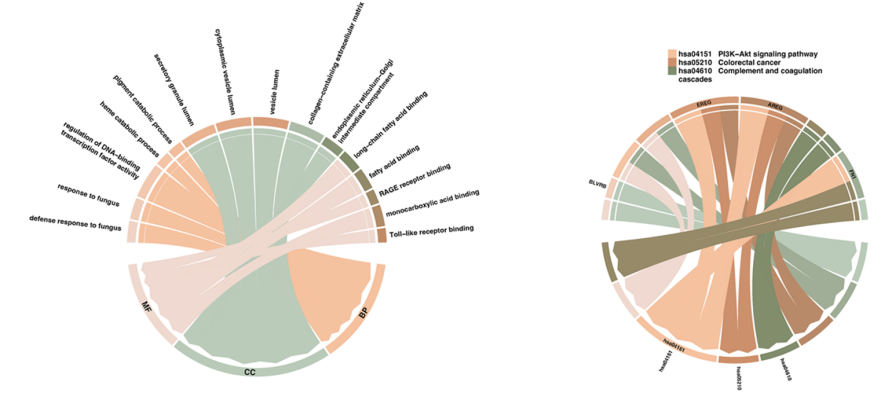 defense response to fungus
response to fungus
regulation of DNA−binding
transcription factor activity
heme catabolic process
pigment catabolic process
secretory granule lumen
cytoplasmic vesicle lumen
vesicle lumen
collagen−containing extracellular matrix
endoplasmic reticulum−Golgi
intermediate compartment
long−chain fatty acid binding
fatty acid binding
RAGE receptor binding
monocarboxylic acid binding
Toll−like receptor binding
MF
CC
BP
hsa04151 PI3K−Akt signaling pathway
hsa05210 Colorectal cancer
hsa04610 Complement and coagulation
cascades
BLVRB
EREG
AREG
FN1
hsa04151
hsa04151
hsa05210
hsa04610